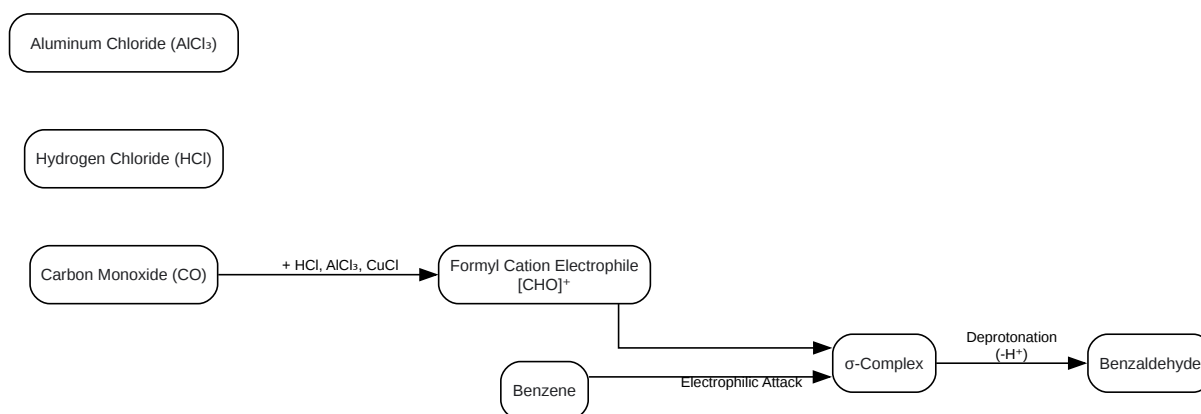 Aluminum Chloride (AlCl₃)
Hydrogen Chloride (HCl)
Carbon Monoxide (CO)
+ HCl, AlCl₃, CuCl
Formyl Cation Electrophile
[CHO]⁺
Benzene
Electrophilic Attack
σ-Complex
Deprotonation
(-H⁺)
Benzaldehyde